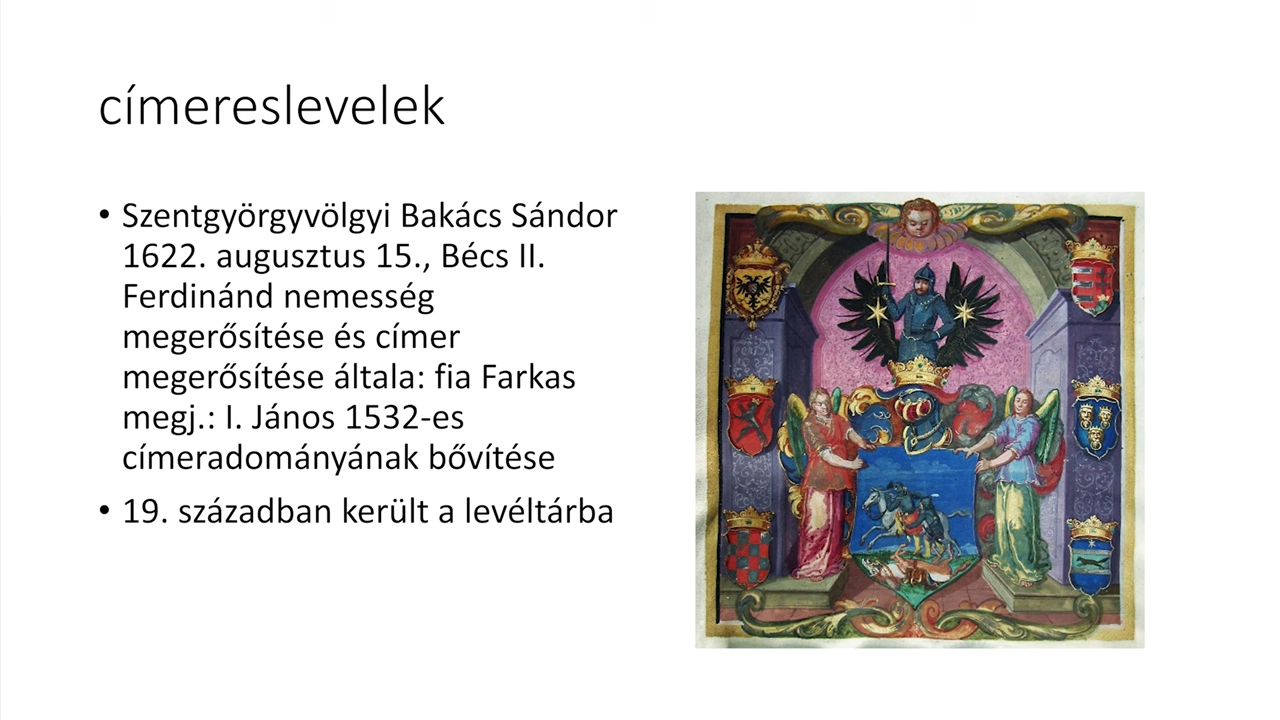 címereslevelek
• Szentgyörgyvölgyi Bakács Sándor
1622. augusztus 15., Bécs II.
Ferdinánd nemesség
megerősítése és címer
megerősítése általa: fia Farkas
megj.: I. János 1532-es
címeradományának bővítése
• 19. században került a levéltárba